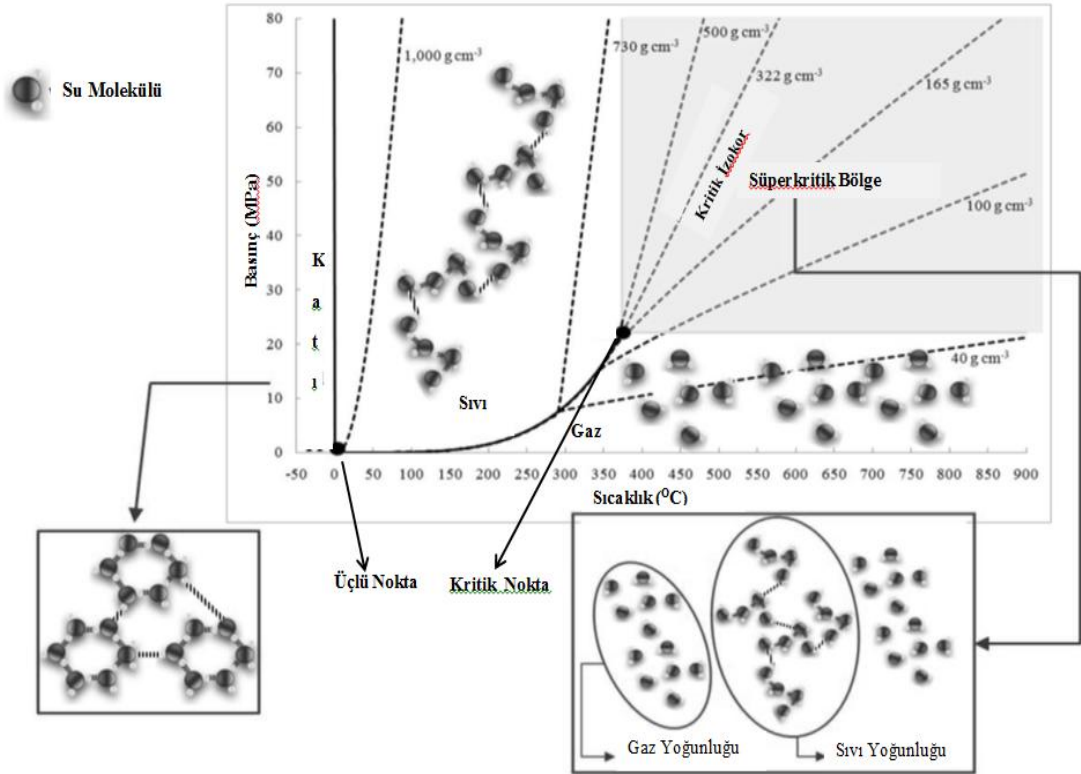 80
70
60
50
40
30
20
10
0
Basınç (MPa)
Su Molekülü
1,000 g cm-3
730 g cm-3
500 g cm-3
322 g cm-3
165 g cm-3
100 g cm-3
40 g cm-3
Kritik İzokor
Süperkritik Bölge
K
a
t
ı
Sıvı
Gaz
-50 0 50 100 150 200 250 300 350 400 450 500 550 600 650 700 750 800 850 900
Sıcaklık (OC)
Üçlü Nokta
Kritik Nokta
Gaz Yoğunluğu
Sıvı Yoğunluğu